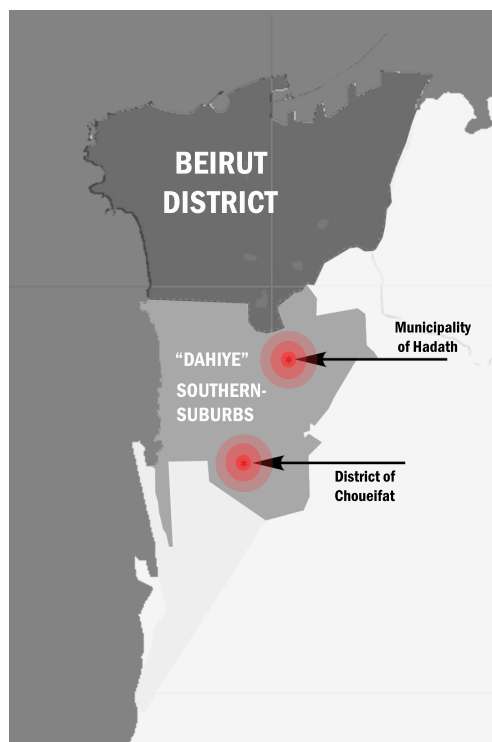 BEIRUT
DISTRICT
Municipality
of Hadath
“DAHIYE”
SOUTHERN-
SUBURBS
District of
Choueifat